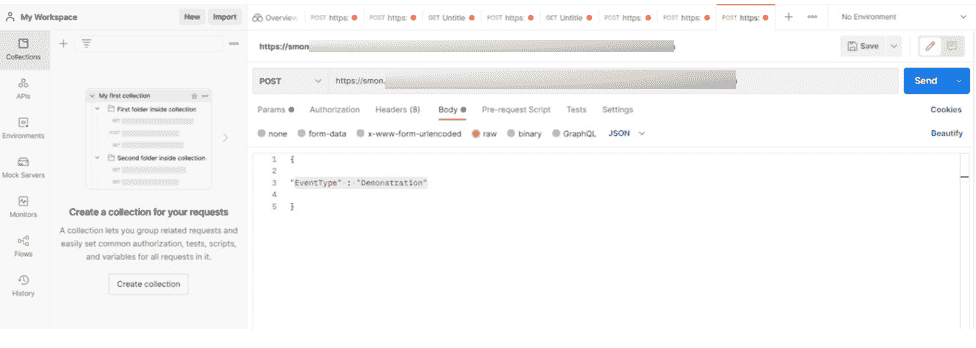 My Workspace
New
Import
Overview
POST https:
POST https:
GET Untitle
POST https:
GET Untitle
POST https:
POST https:
POST https:
No Environment
Collections
APIs
Environments
Mock Servers
Monitors
Flows
History
My first collection
First folder inside collection
GET
POST
GET
Second folder inside collection
GET
GET
Create a collection for your requests
A collection lets you group related requests and
easily set common authorization, tests, scripts,
and variables for all requests in it.
Create collection
https://smon
Save
POST
https://smon.
Send
Params
Authorization
Headers (8)
Body
Pre-request Script
Tests
Settings
Cookies
none
form-data
x-www-form-urlencoded
raw
binary
GraphQL
JSON
Beautify
1 {
2
3 "EventType" : "Demonstration"
4
5 }